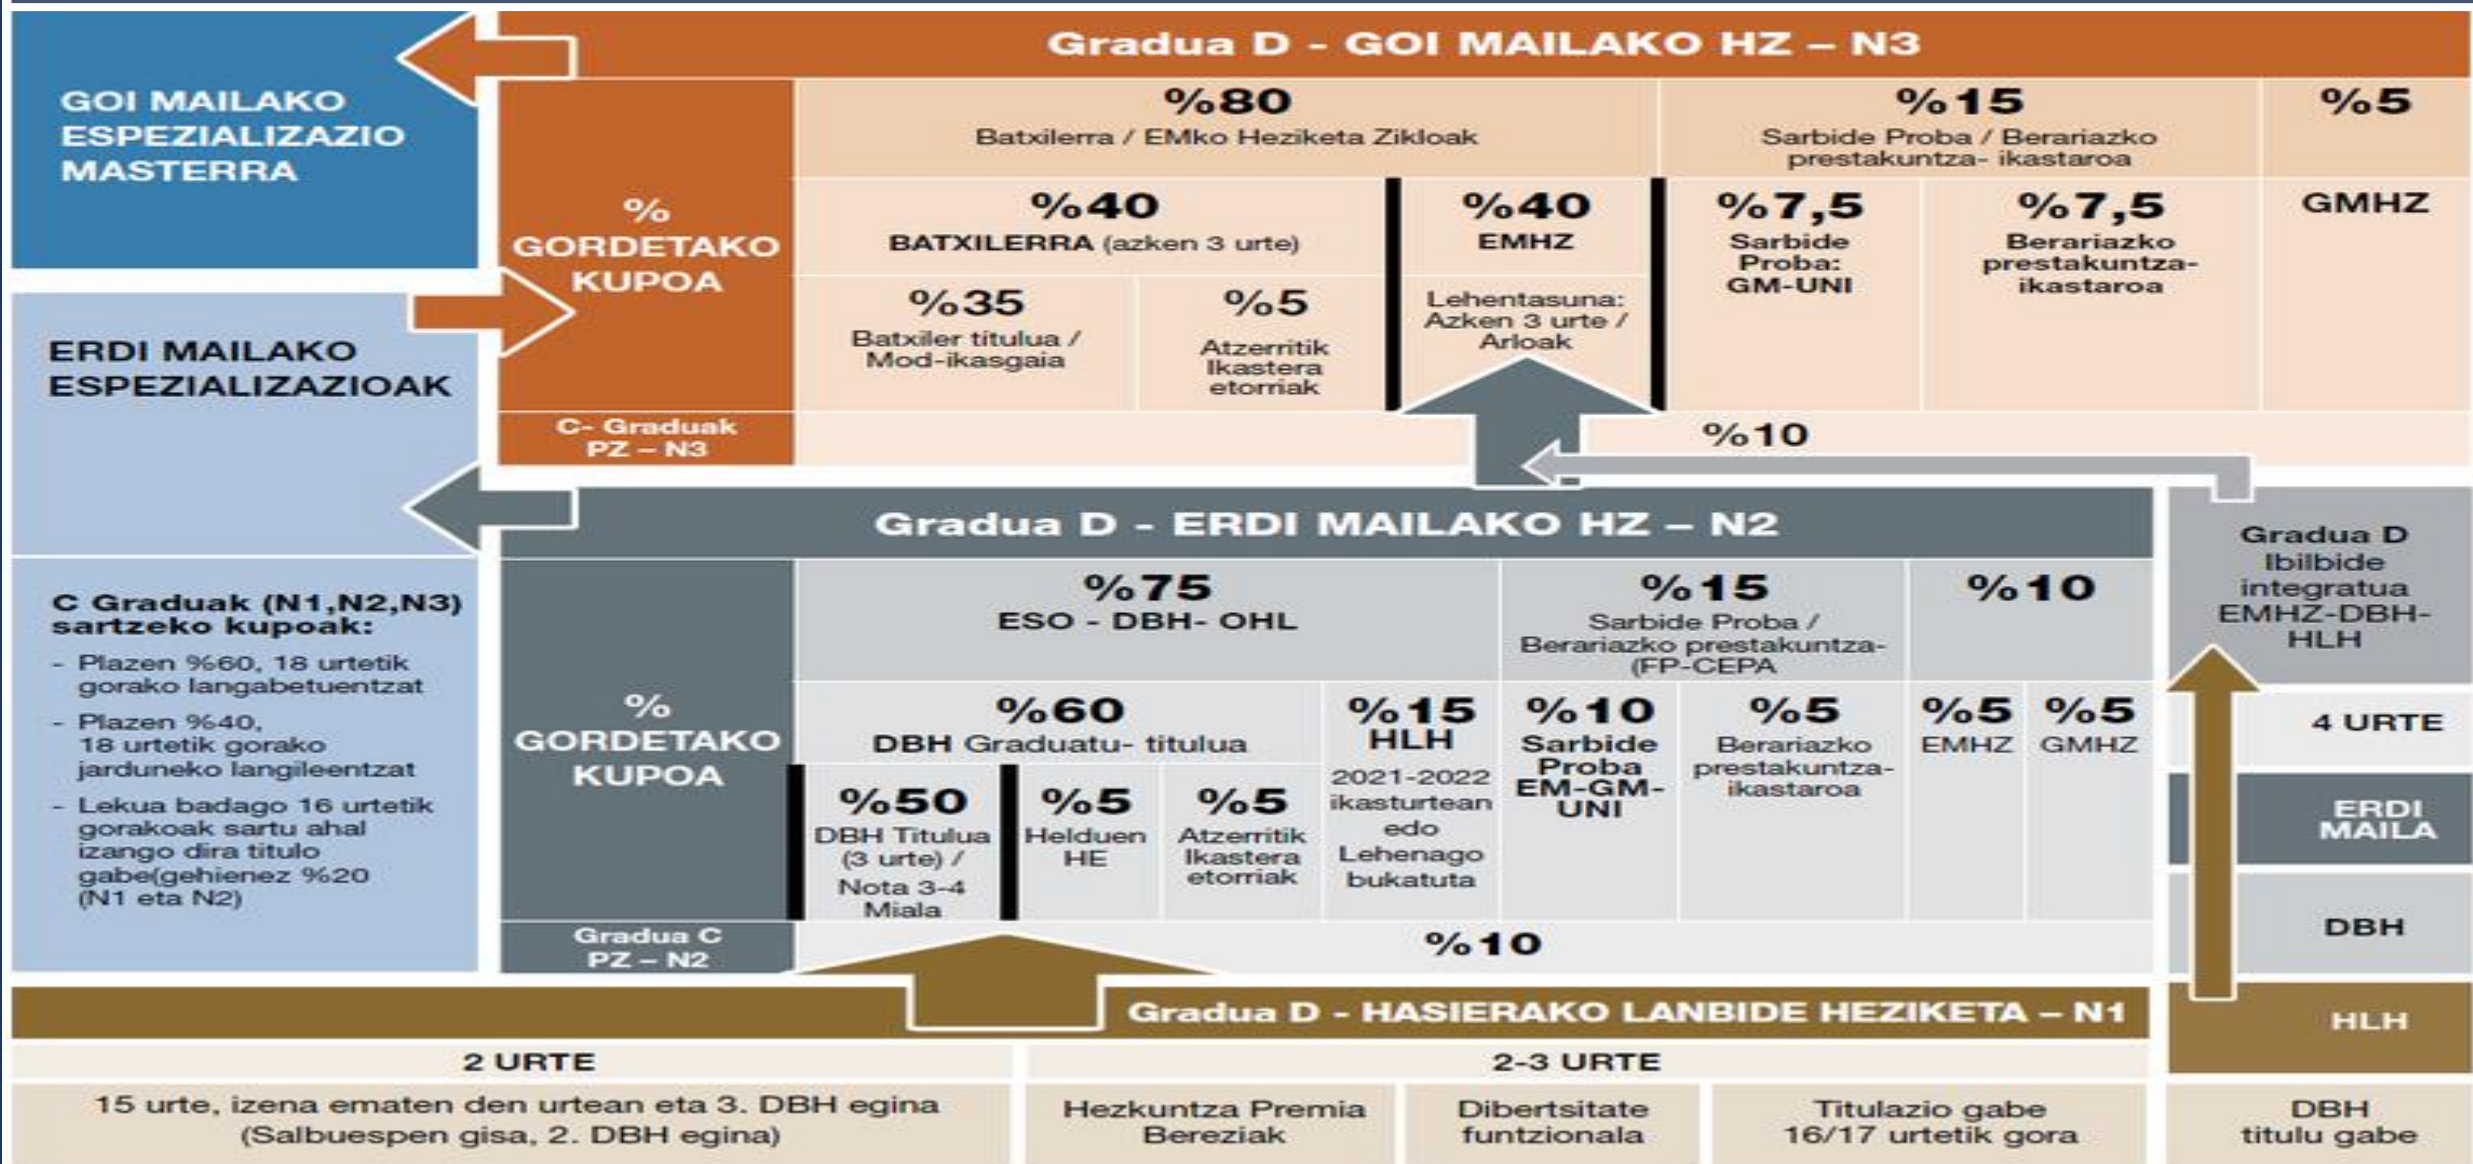 Gradua D - GOI MAILAKO HZ – N3
GOI MAILAKO
ESPEZIALIZAZIO
MASTERRA
%
GORDETAKO
KUPOA
%80
Batxilerra / EMko Heziketa Zikloak
%15
Sarbide Proba / Berariazko
prestakuntza- ikastaroa
%5
%40
BATXILERRA (azken 3 urte)
%40
EMHZ
%7,5
Sarbide
Proba:
GM-UNI
%7,5
Berariazko
prestakuntza-
ikastaroa
GMHZ
%35
Batxiler titulua /
Mod-ikasgaia
%5
Atzerritik
Ikastera
etorriak
Lehentasuna:
Azken 3 urte /
Arloak
C- Graduak
PZ – N3
%10
ERDI MAILAKO
ESPEZIALIZAZIOAK
Gradua D - ERDI MAILAKO HZ – N2
%
GORDETAKO
KUPOA
%75
ESO - DBH- OHL
%15
Sarbide Proba /
Berariazko prestakuntza-
(FP-CEPA
%10
%60
DBH Graduatu- titulua
%15
HLH
2021-2022
ikasturtean
edo
Lehenago
bukatuta
%10
Sarbide
Proba
EM-GM-
UNI
%5
Berariazko
prestakuntza-
ikastaroa
%5
EMHZ
%5
GMHZ
%50
DBH Titulua
(3 urte) /
Nota 3-4
Miala
%5
Helduen
HE
%5
Atzerritik
Ikastera
etorriak
Gradua C
PZ – N2
%10
C Graduak (N1,N2,N3)
sartzeko kupoak:
- Plazen %60, 18 urtetik
gorako langabetuentzat
- Plazen %40,
18 urtetik gorako
jarduneko langileentzat
- Lekua badago 16 urtetik
gorakoak sartu ahal
izango dira titulo
gabe(gehienez %20
(N1 eta N2)
Gradua D
Ibilbide
integratua
EMHZ-DBH-
HLH
4 URTE
ERDI
MAILA
DBH
HLH
DBH
titulu gabe
Gradua D - HASIERAKO LANBIDE HEZIKETA – N1
2 URTE
2-3 URTE
15 urte, izena ematen den urtean eta 3. DBH egina
(Salbuespen gisa, 2. DBH egina)
Hezkuntza Premia
Bereziak
Dibertsitate
funtzionala
Titulazio gabe
16/17 urtetik gora